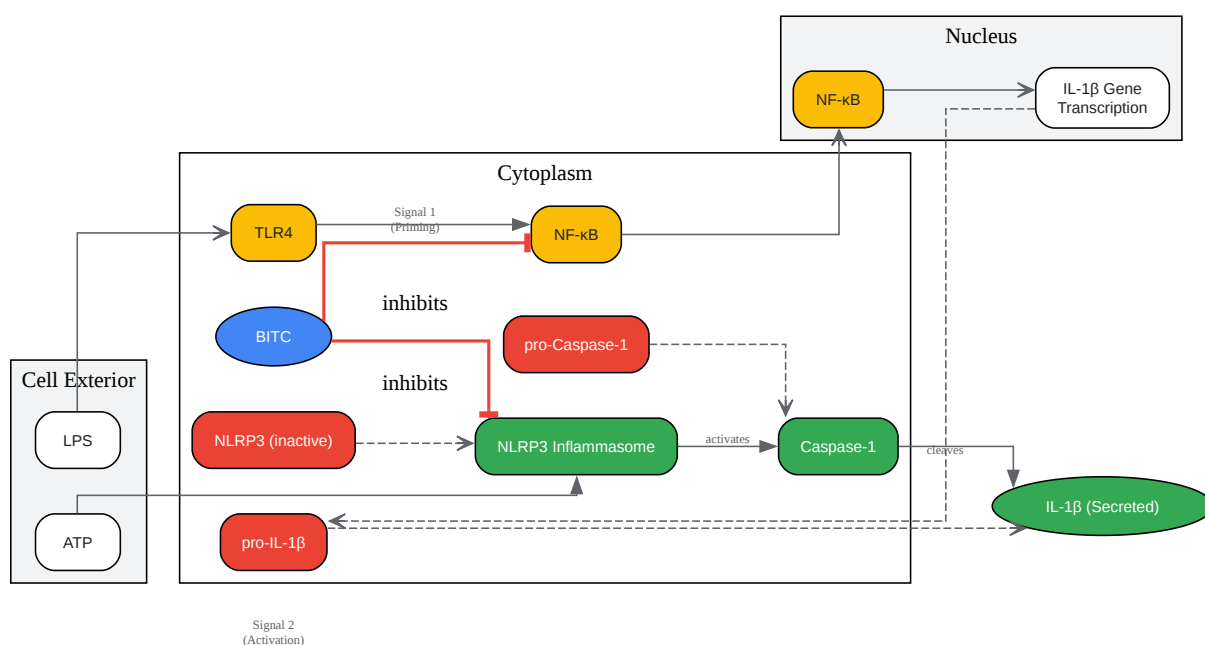 Nucleus
NF-κB
IL-1β Gene
Transcription
Cytoplasm
TLR4
Signal 1
(Priming)
NF-κB
inhibits
BITC
pro-Caspase-1
Cell Exterior
inhibits
LPS
NLRP3 (inactive)
NLRP3 Inflammasome
activates
Caspase-1
cleaves
IL-1β (Secreted)
ATP
pro-IL-1β
Signal 2
(Activation)